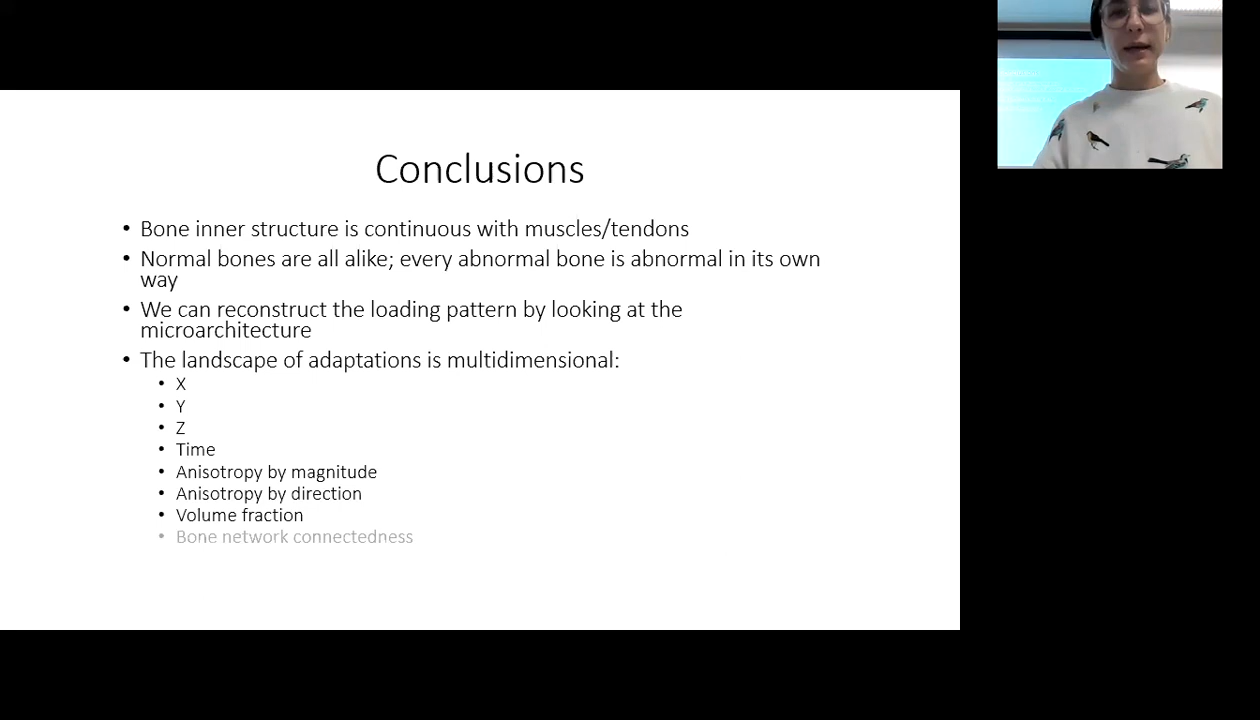 Conclusions
• Bone inner structure is continuous with muscles/tendons
• Normal bones are all alike; every abnormal bone is abnormal in its own
way
• We can reconstruct the loading pattern by looking at the
microarchitecture
• The landscape of adaptations is multidimensional:
• X
• Y
• Z
• Time
• Anisotropy by magnitude
• Anisotropy by direction
• Volume fraction
• Bone network connectedness